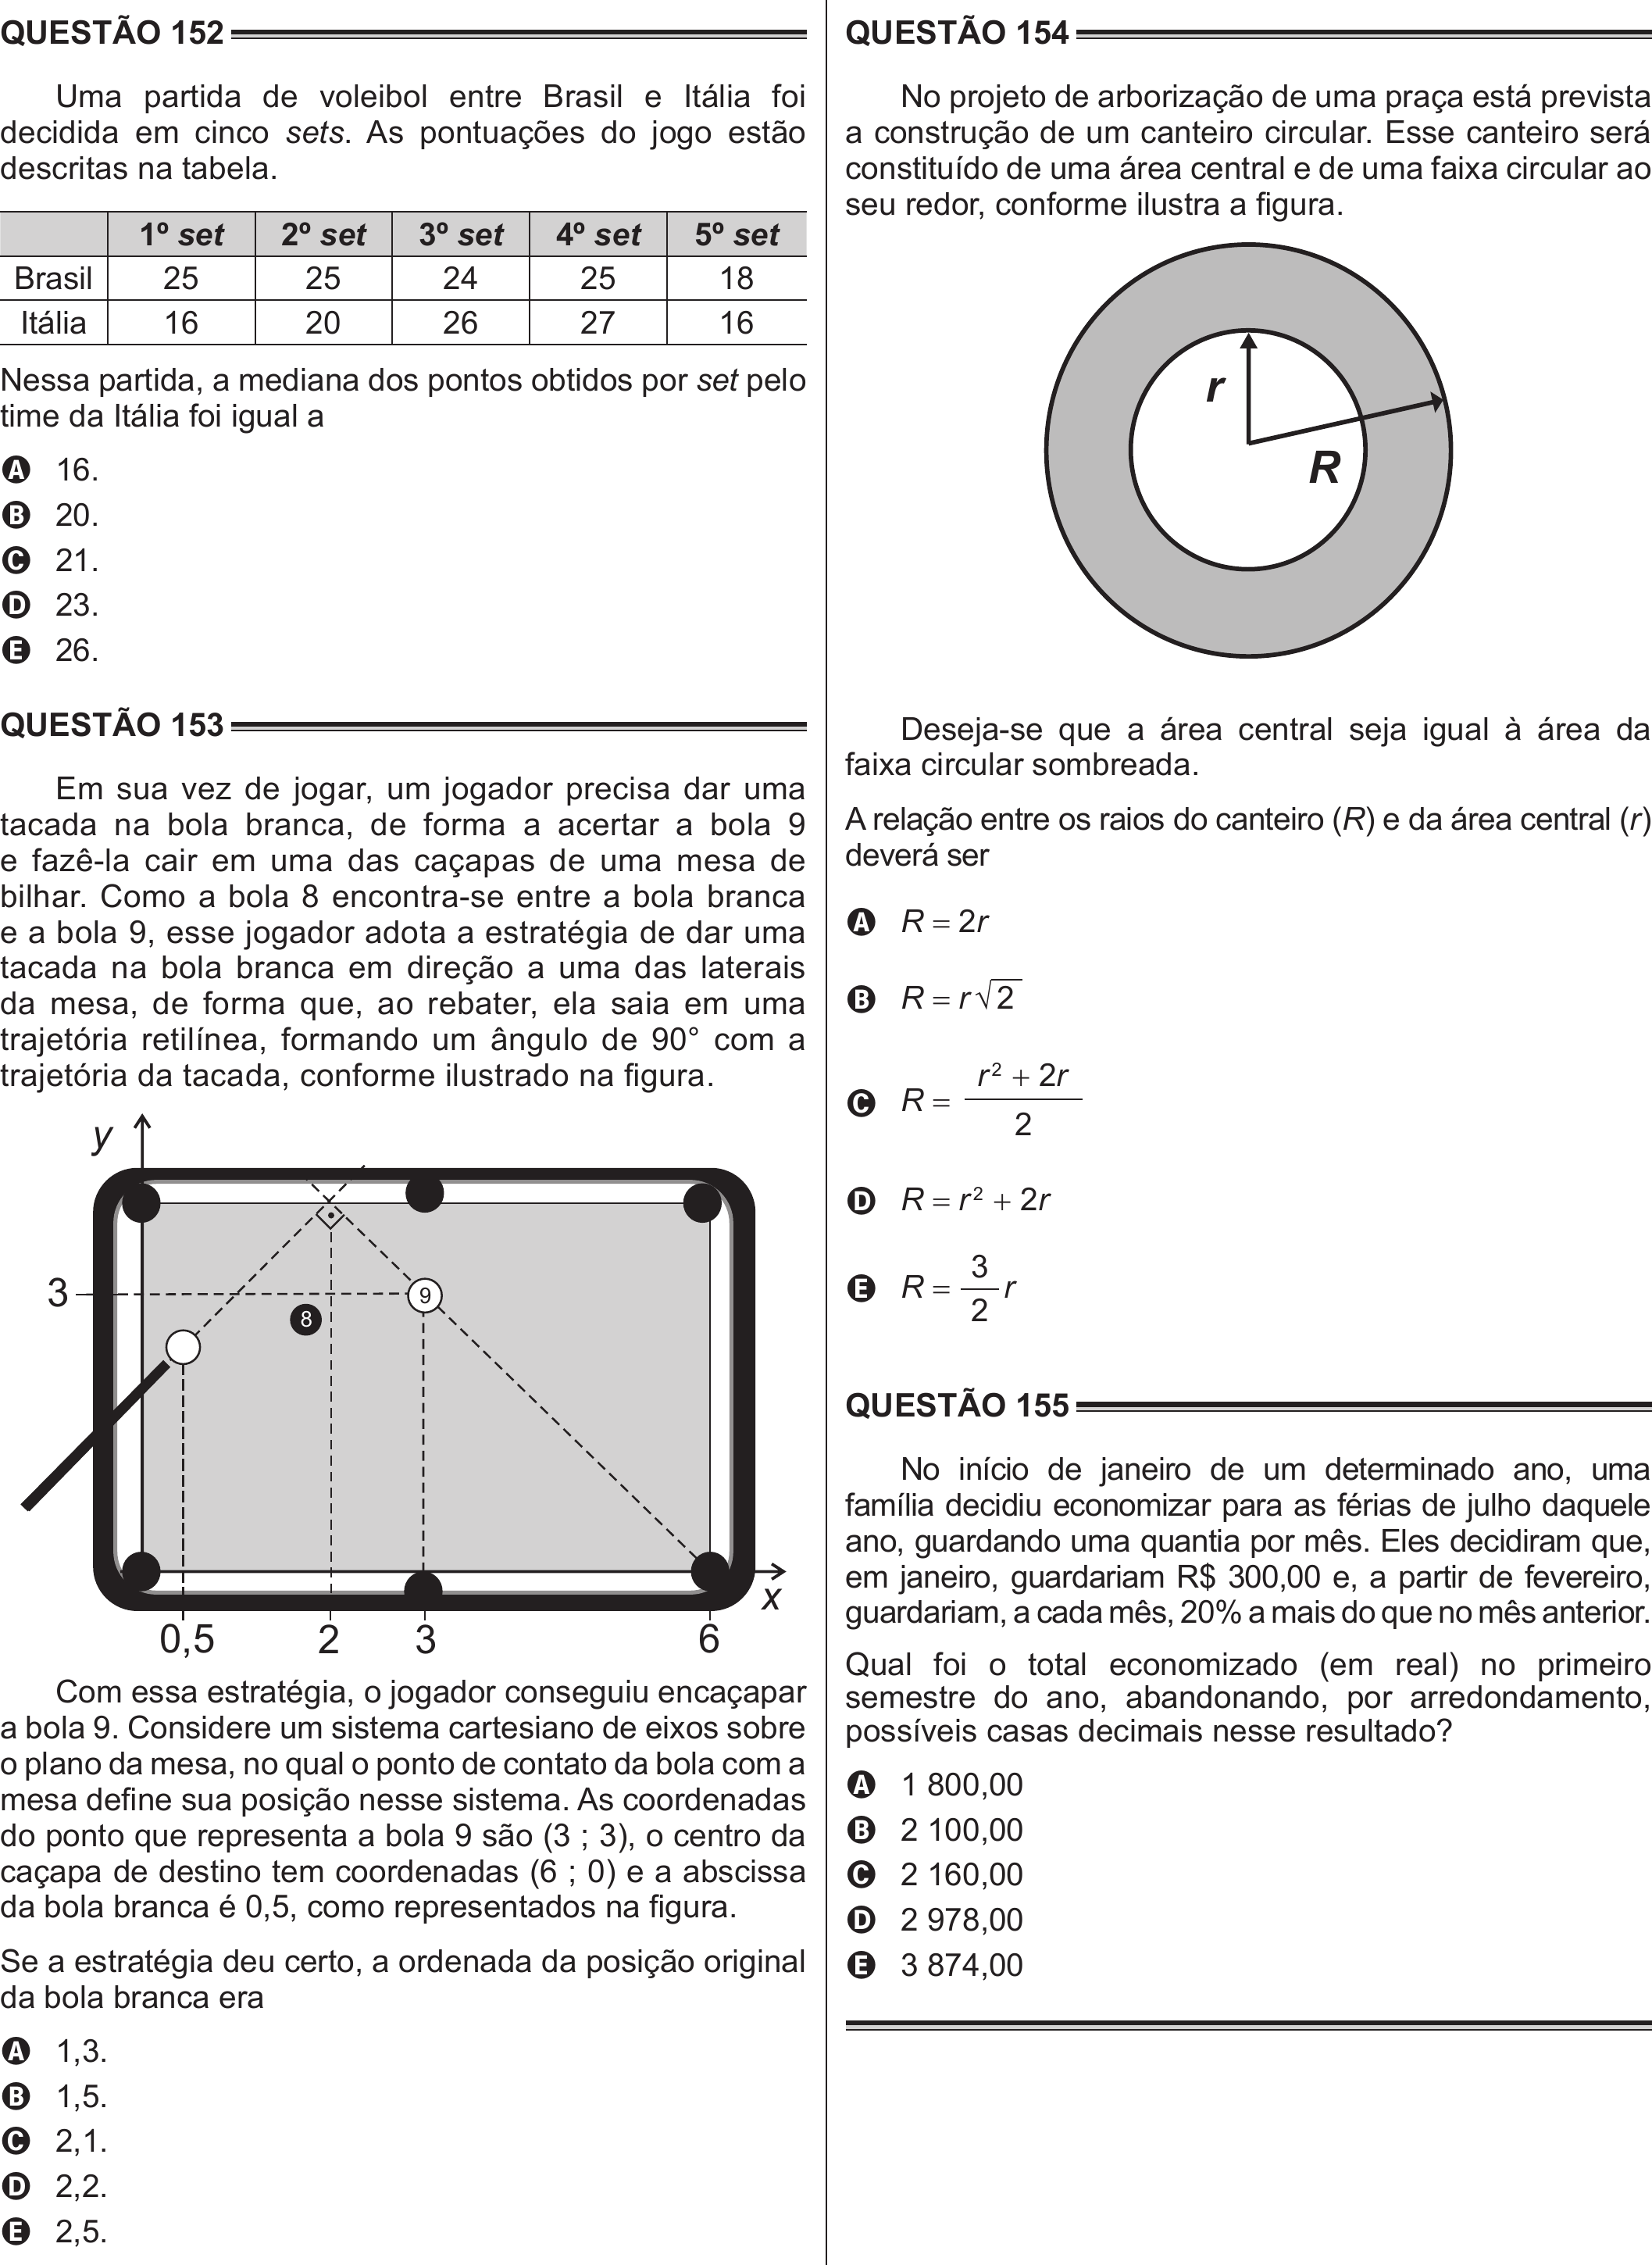 QUESTÃO 152
Uma partida de voleibol entre Brasil e Itália foi
decidida em cinco sets. As pontuações do jogo estão
descritas na tabela.
1º set 2º set 3º set 4º set 5º set
Brasil 25 25 24 25 18
Itália 16 20 26 27 16
Nessa partida, a mediana dos pontos obtidos por set pelo
time da Itália foi igual a
A 16.
B 20.
C 21.
D 23.
E 26.
QUESTÃO 153
Em sua vez de jogar, um jogador precisa dar uma
tacada na bola branca, de forma a acertar a bola 9
e fazê-la cair em uma das caçapas de uma mesa de
bilhar. Como a bola 8 encontra-se entre a bola branca
e a bola 9, esse jogador adota a estratégia de dar uma
tacada na bola branca em direção a uma das laterais
da mesa, de forma que, ao rebater, ela saia em uma
trajetória retilínea, formando um ângulo de 90° com a
trajetória da tacada, conforme ilustrado na figura.
y
3
9
8
x
0,5 2 3 6
Com essa estratégia, o jogador conseguiu encaçapar
a bola 9. Considere um sistema cartesiano de eixos sobre
o plano da mesa, no qual o ponto de contato da bola com a
mesa define sua posição nesse sistema. As coordenadas
do ponto que representa a bola 9 são (3 ; 3), o centro da
caçapa de destino tem coordenadas (6 ; 0) e a abscissa
da bola branca é 0,5, como representados na figura.
Se a estratégia deu certo, a ordenada da posição original
da bola branca era
A 1,3.
B 1,5.
C 2,1.
D 2,2.
E 2,5.
QUESTÃO 154
No projeto de arborização de uma praça está prevista
a construção de um canteiro circular. Esse canteiro será
constituído de uma área central e de uma faixa circular ao
seu redor, conforme ilustra a figura.
r
R
Deseja-se que a área central seja igual à área da
faixa circular sombreada.
A relação entre os raios do canteiro (R) e da área central (r)
deverá ser
A R = 2r
B R = r√2
C R = (r² + 2r)/2
D R = r² + 2r
E R = 3/2 r
QUESTÃO 155
No início de janeiro de um determinado ano, uma
família decidiu economizar para as férias de julho daquele
ano, guardando uma quantia por mês. Eles decidiram que,
em janeiro, guardariam R$ 300,00 e, a partir de fevereiro,
guardariam, a cada mês, 20% a mais do que no mês anterior.
Qual foi o total economizado (em real) no primeiro
semestre do ano, abandonando, por arredondamento,
possíveis casas decimais nesse resultado?
A 1 800,00
B 2 100,00
C 2 160,00
D 2 978,00
E 3 874,00